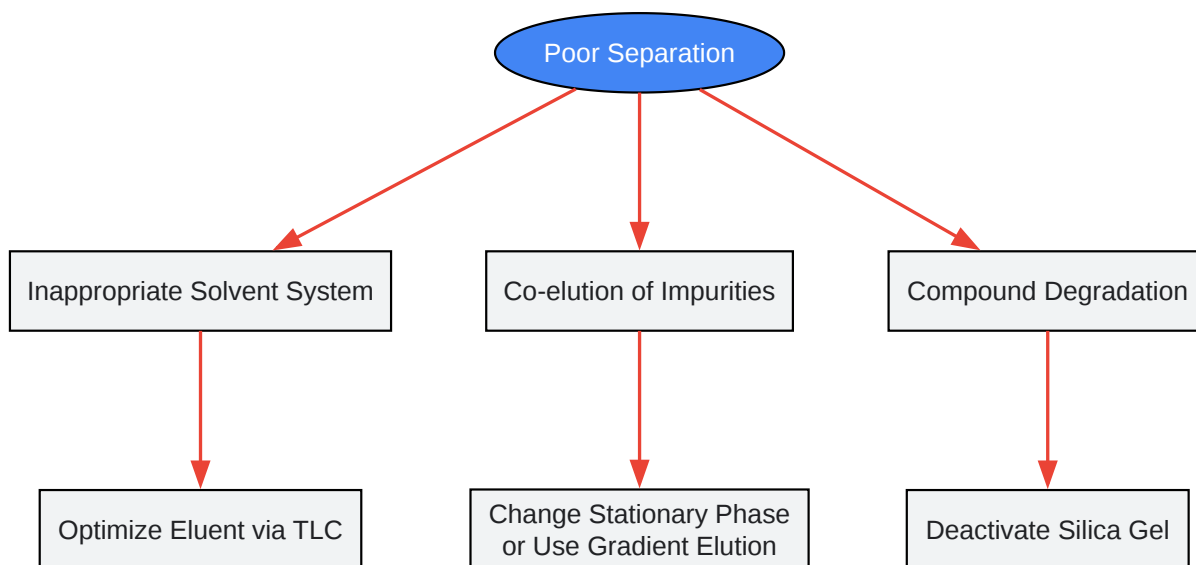 Poor Separation
Inappropriate Solvent System
Co-elution of Impurities
Compound Degradation
Optimize Eluent via TLC
Change Stationary Phase
or Use Gradient Elution
Deactivate Silica Gel